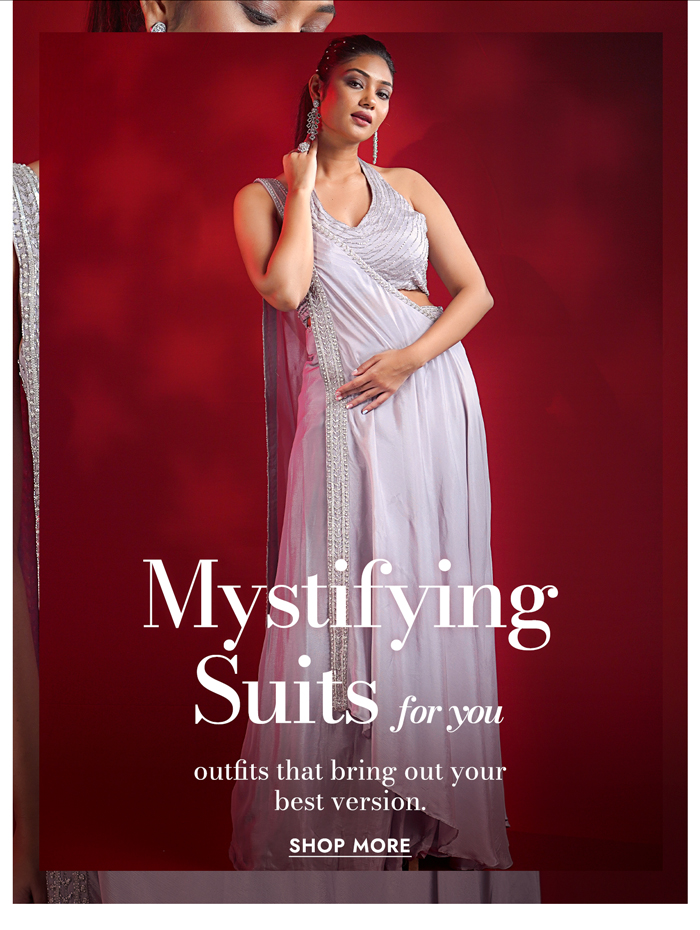 Mystifying
Suits for you
outfits that bring out your
best version.
SHOP MORE